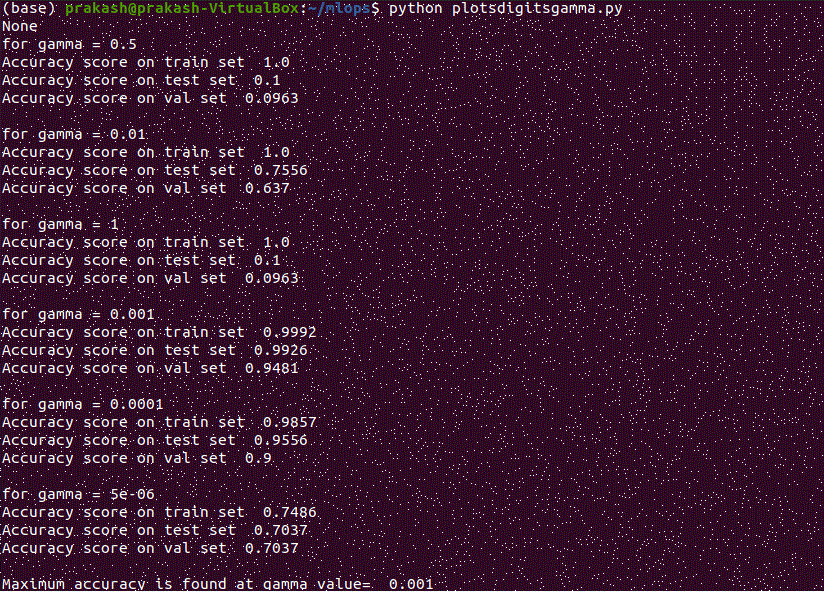 (base) prakash@prakash-VirtualBox:~/mlops$ python plotsdigitsgamma.py
None
for gamma = 0.5
Accuracy score on train set  1.0
Accuracy score on test set  0.1
Accuracy score on val set  0.0963
for gamma = 0.01
Accuracy score on train set  1.0
Accuracy score on test set  0.7556
Accuracy score on val set  0.637
for gamma = 1
Accuracy score on train set  1.0
Accuracy score on test set  0.1
Accuracy score on val set  0.0963
for gamma = 0.001
Accuracy score on train set  0.9992
Accuracy score on test set  0.9926
Accuracy score on val set  0.9481
for gamma = 0.0001
Accuracy score on train set  0.9857
Accuracy score on test set  0.9556
Accuracy score on val set  0.9
for gamma = 5e-06
Accuracy score on train set  0.7486
Accuracy score on test set  0.7037
Accuracy score on val set  0.7037
Maximum accuracy is found at gamma value=  0.001